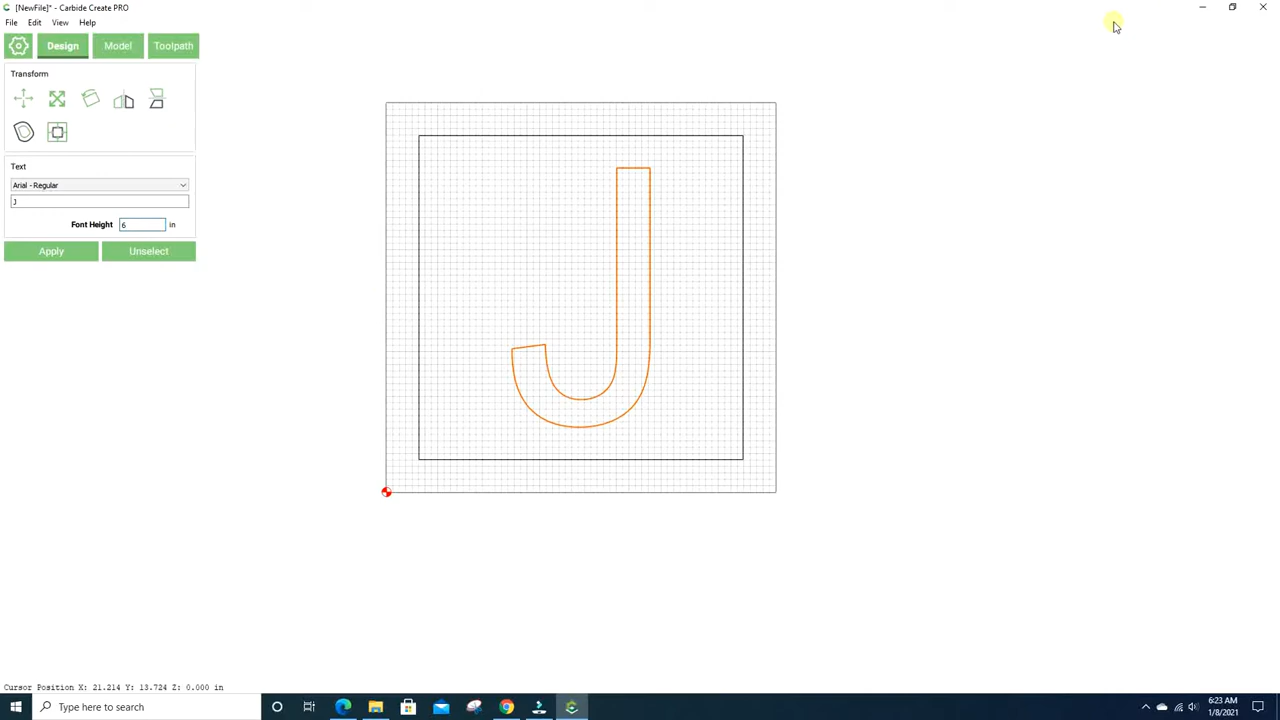 [NewFile]* - Carbide Create PRO
File Edit View Help
Design Model Toolpath
Transform
Text
Arial - Regular
J
Font Height 6 in
Apply Unselect
J
Cursor Position X: 21.214 Y: 13.724 Z: 0.000 in
Type here to search
6:23 AM
1/8/2021